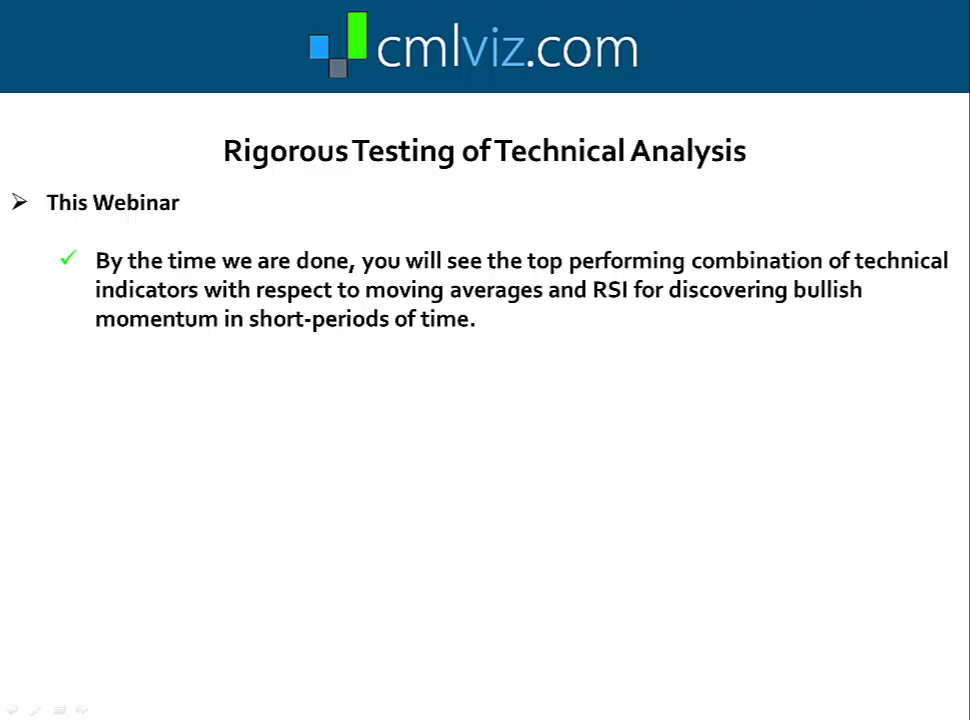 cmlviz.com
Rigorous Testing of Technical Analysis
This Webinar
By the time we are done, you will see the top performing combination of technical
indicators with respect to moving averages and RSI for discovering bullish
momentum in short-periods of time.